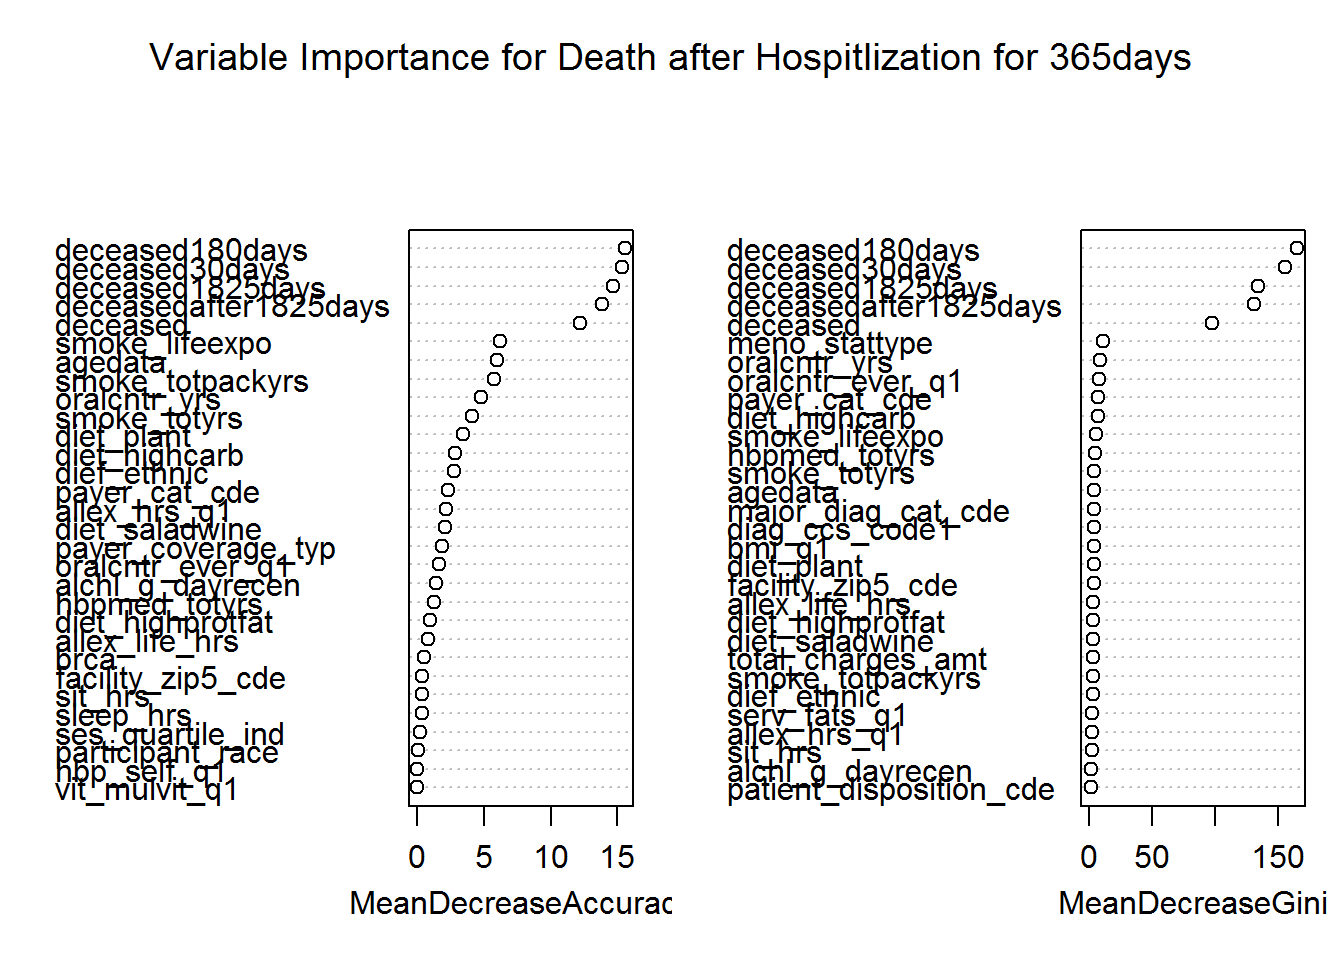 Variable Importance for Death after Hospitlization for 365days
deceased180days
deceased30days
deceased1825days
deceasedafter1825days
deceased
smoke_lifeexpo
agedata
smoke_totpackyrs
oralcntr_yrs
smoke_totyrs
diet_plant
diet_highcarb
dief_ethnic
payer_cat_cde
allex_hrs_q1
diet_saladwine
payer_coverage_typ
oralcntr_ever_q1
alchl_g_dayrecen
hbpmed_totyrs
diet_highprotfat
allex_life_hrs
brca
facility_zip5_cde
sit_hrs
sleep_hrs
ses_quartile_ind
participant_race
hbp_self_q1
vit_mulvit_q1
0 5 10 15
MeanDecreaseAccurac
deceased180days
deceased30days
deceased1825days
deceasedafter1825days
deceased
meno_stattype
oralcntr_yrs
oralcntr_ever_q1
payer_cat_cde
diet_highcarb
smoke_lifeexpo
hbpmed_totyrs
smoke_totyrs
agedata
major_diag_cat_cde
diag_ccs_code1
bmi_q1
diet_plant
facility_zip5_cde
allex_life_hrs
diet_highprotfat
diet_saladwine
total_charges_amt
smoke_totpackyrs
dief_ethnic
serv_fats_q1
allex_hrs_q1
sit_hrs
alchl_g_dayrecen
patient_disposition_cde
0 50 150
MeanDecreaseGini